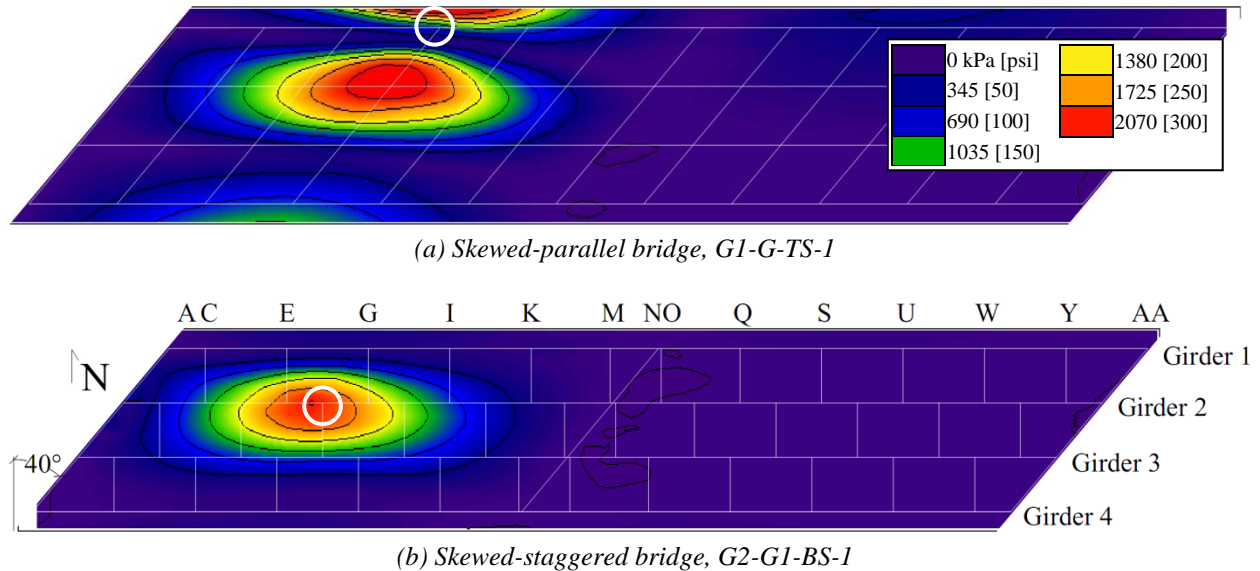 0 kPa [psi]
1380 [200]
345 [50]
1725 [250]
690 [100]
2070 [300]
1035 [150]
(a) Skewed-parallel bridge, G1-G-TS-1
A C E G I K M NO Q S U W Y AA
Girder 1
N
Girder 2
Girder 3
40°
Girder 4
(b) Skewed-staggered bridge, G2-G1-BS-1